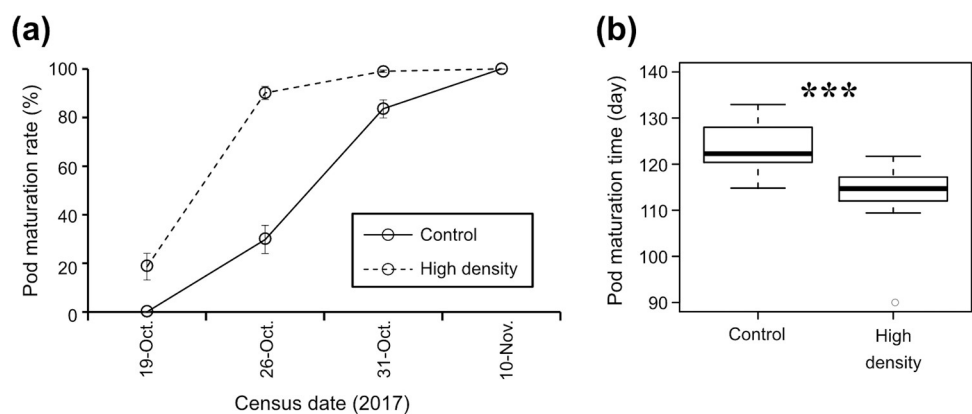 (a)
Pod maturation rate (%)
100
80
60
40
20
0
19-Oct.
26-Oct.
31-Oct.
10-Nov.
Census date (2017)
Control
High density
(b)
Pod maturation time (day)
140
130
120
110
90
***
Control
High
density